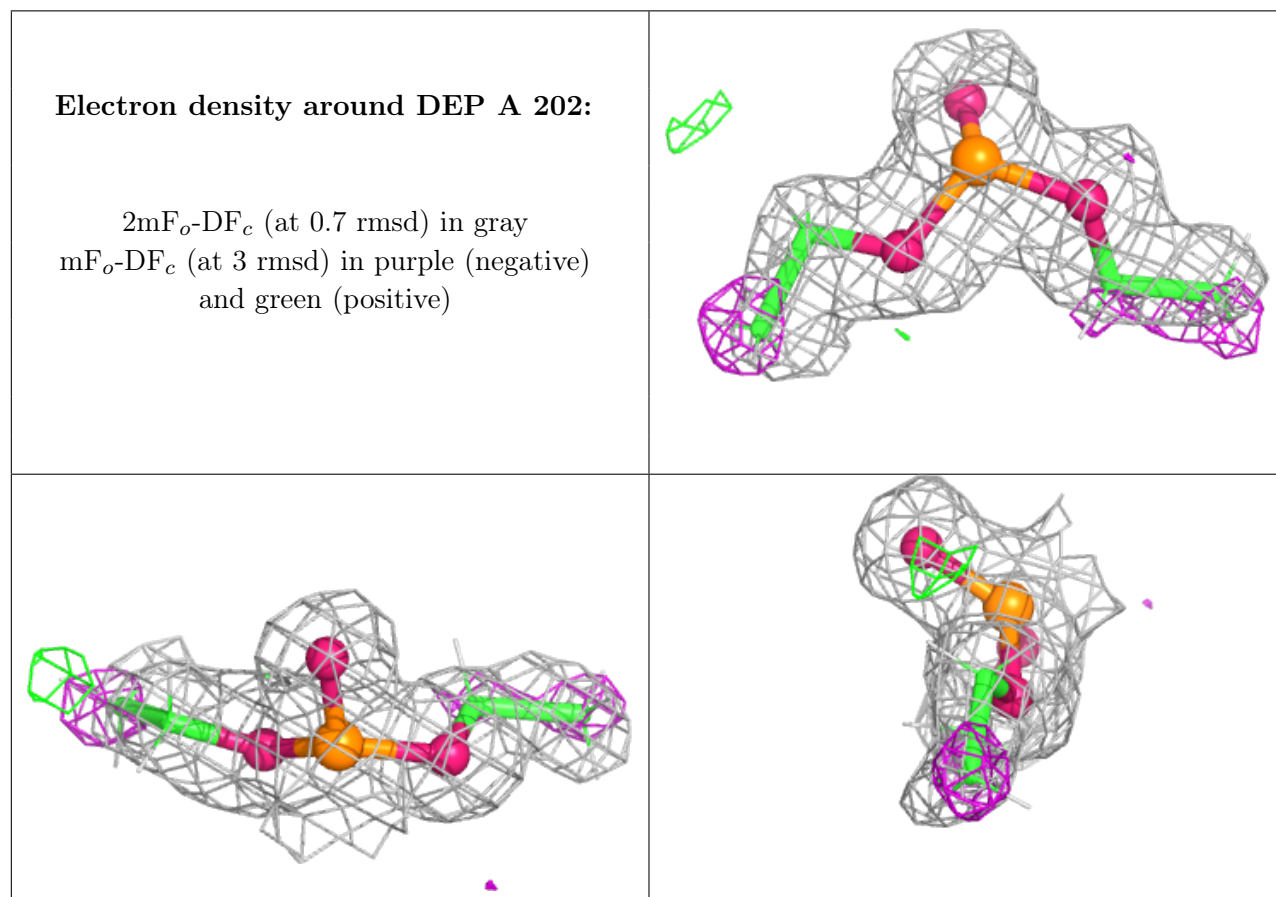 Electron density around DEP A 202:
2mFo-DFc (at 0.7 rmsd) in gray
mFo-DFc (at 3 rmsd) in purple (negative)
and green (positive)